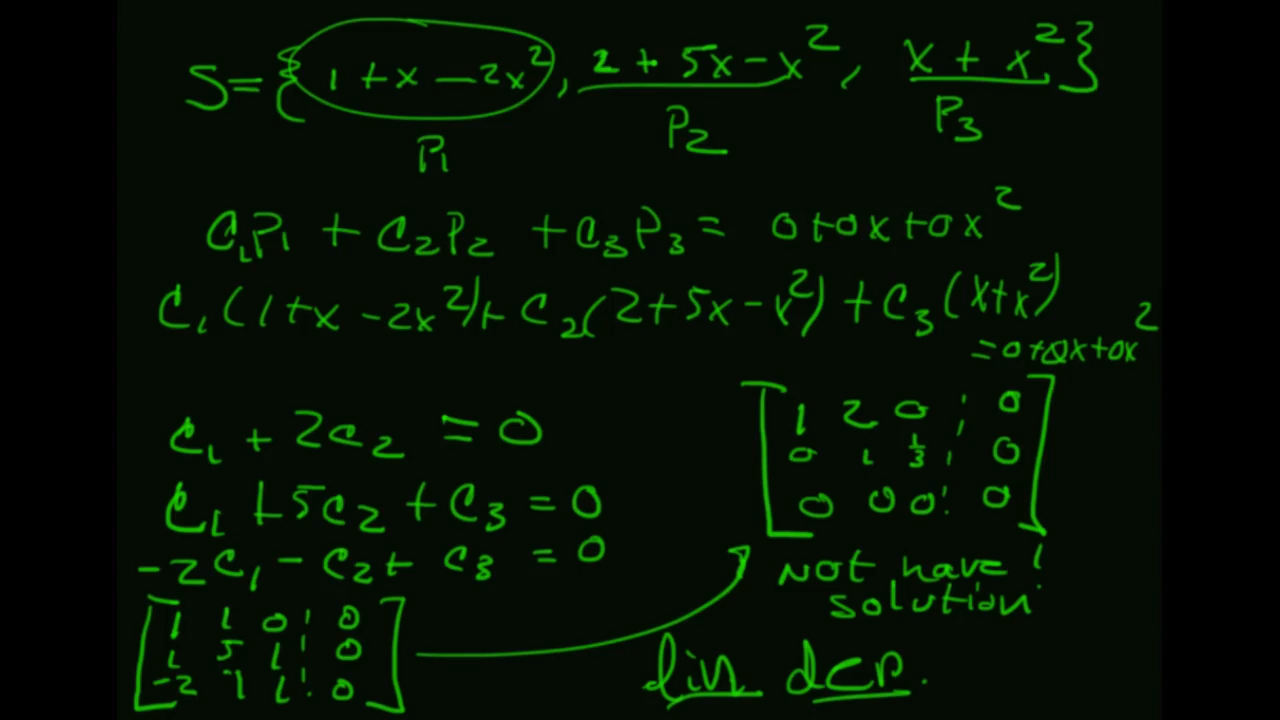 S = { 1 + x - 2x², 2 + 5x - x², x + x² }
P₁ P₂ P₃
C₁P₁ + C₂P₂ + C₃P₃ = 0 + 0x + 0x²
C₁(1 + x - 2x²) + C₂(2 + 5x - x²) + C₃(x + x²)
= 0 + 0x + 0x²
C₁ + 2C₂ = 0
C₁ + 5C₂ + C₃ = 0
-2C₁ - C₂ + C₃ = 0
1 1 0 ¦ 0
1 5 1 ¦ 0
-2 -1 1 ¦ 0
1 2 0 ¦ 0
0 1 1/3 ¦ 0
0 0 0 ¦ 0
Not have 1
solution
lin dep.